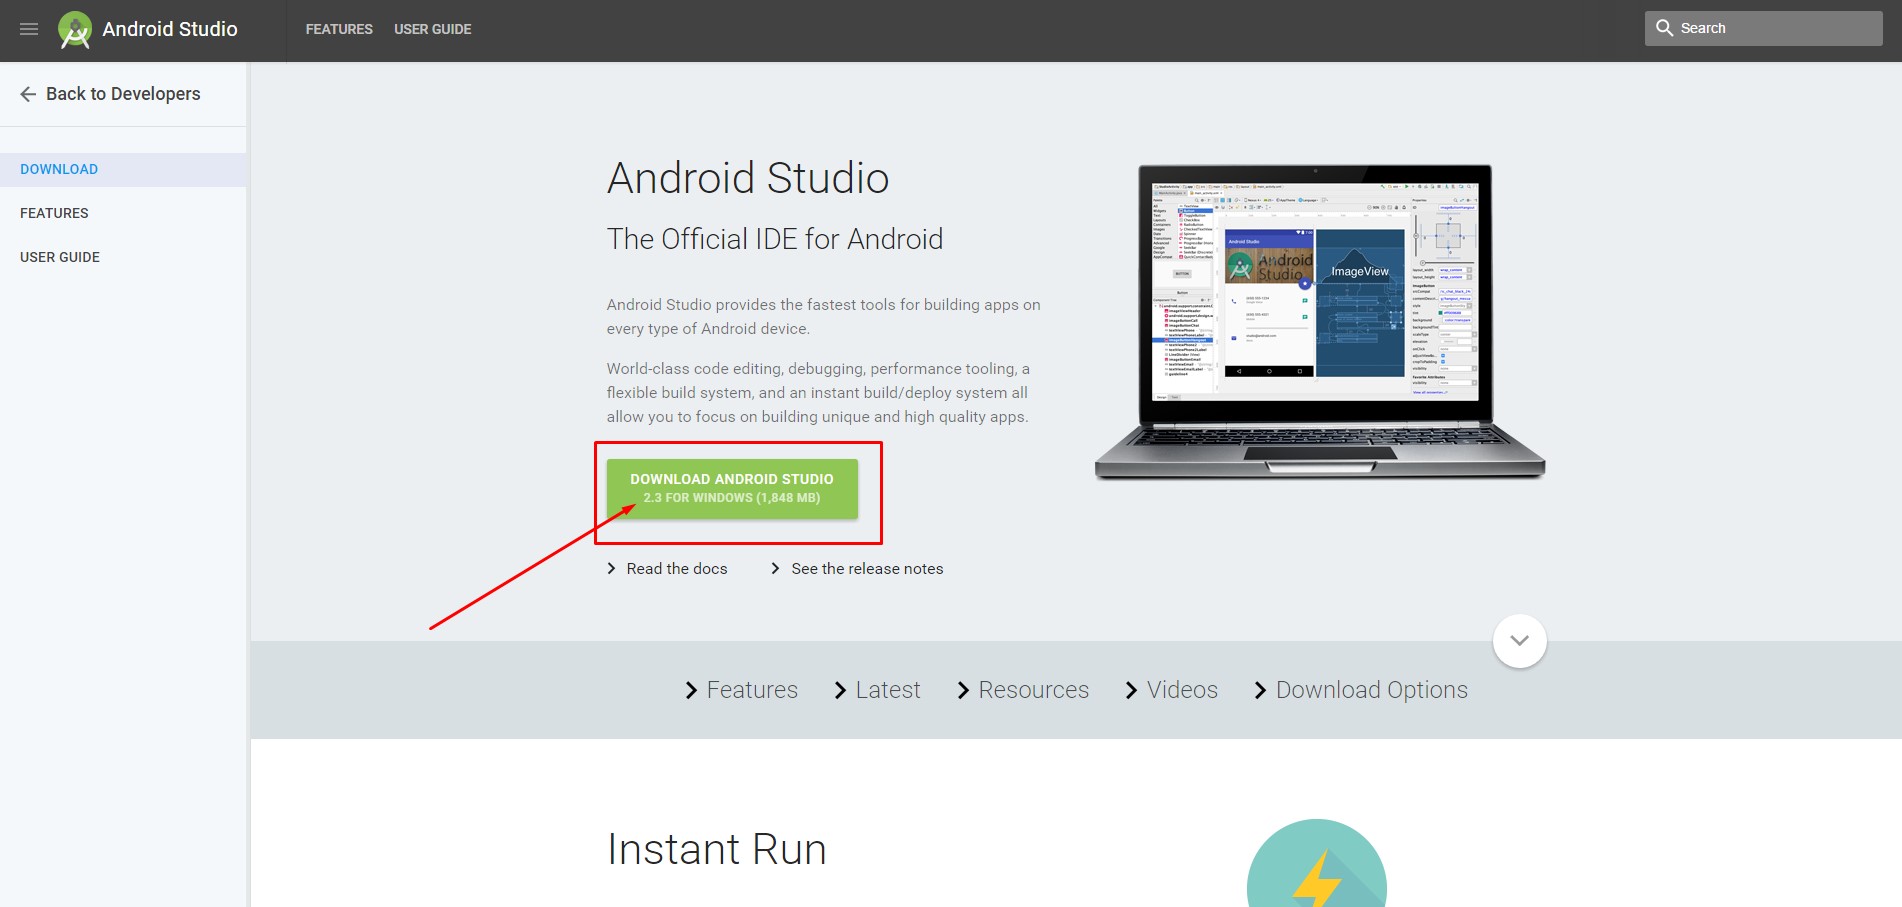 Android Studio
FEATURES
USER GUIDE
Search
Back to Developers
DOWNLOAD
FEATURES
USER GUIDE
Android Studio
The Official IDE for Android
Android Studio provides the fastest tools for building apps on
every type of Android device.
World-class code editing, debugging, performance tooling, a
flexible build system, and an instant build/deploy system all
allow you to focus on building unique and high quality apps.
DOWNLOAD ANDROID STUDIO
2.3 FOR WINDOWS (1,848 MB)
Read the docs
See the release notes
Android Studio
Android
Studio
ImageView
Features
Latest
Resources
Videos
Download Options
Instant Run